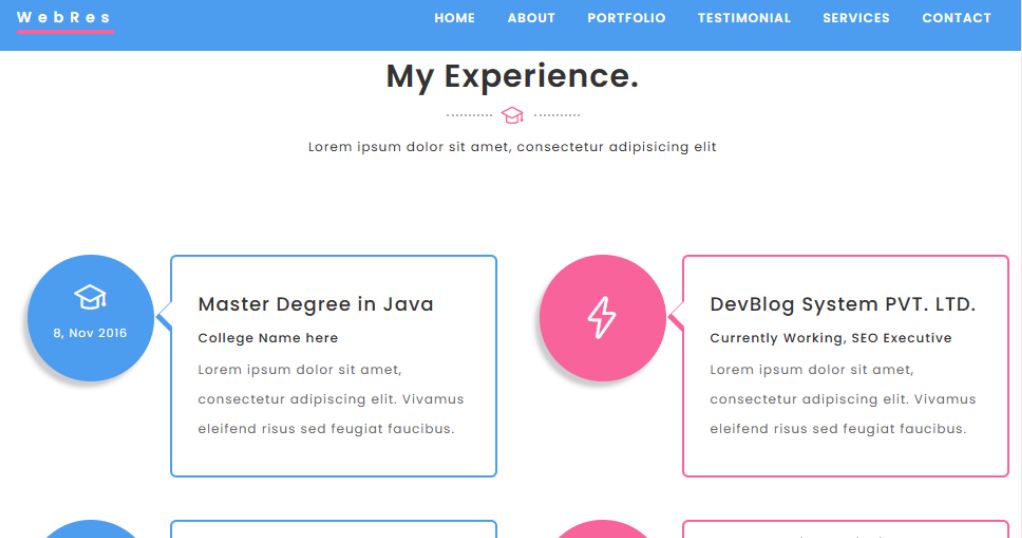 WebRes
HOME ABOUT PORTFOLIO TESTIMONIAL SERVICES CONTACT
My Experience.
Lorem ipsum dolor sit amet, consectetur adipisicing elit
8, Nov 2016
Master Degree in Java
College Name here
Lorem ipsum dolor sit amet,
consectetur adipiscing elit. Vivamus
eleifend risus sed feugiat faucibus.
DevBlog System PVT. LTD.
Currently Working, SEO Executive
Lorem ipsum dolor sit amet,
consectetur adipiscing elit. Vivamus
eleifend risus sed feugiat faucibus.